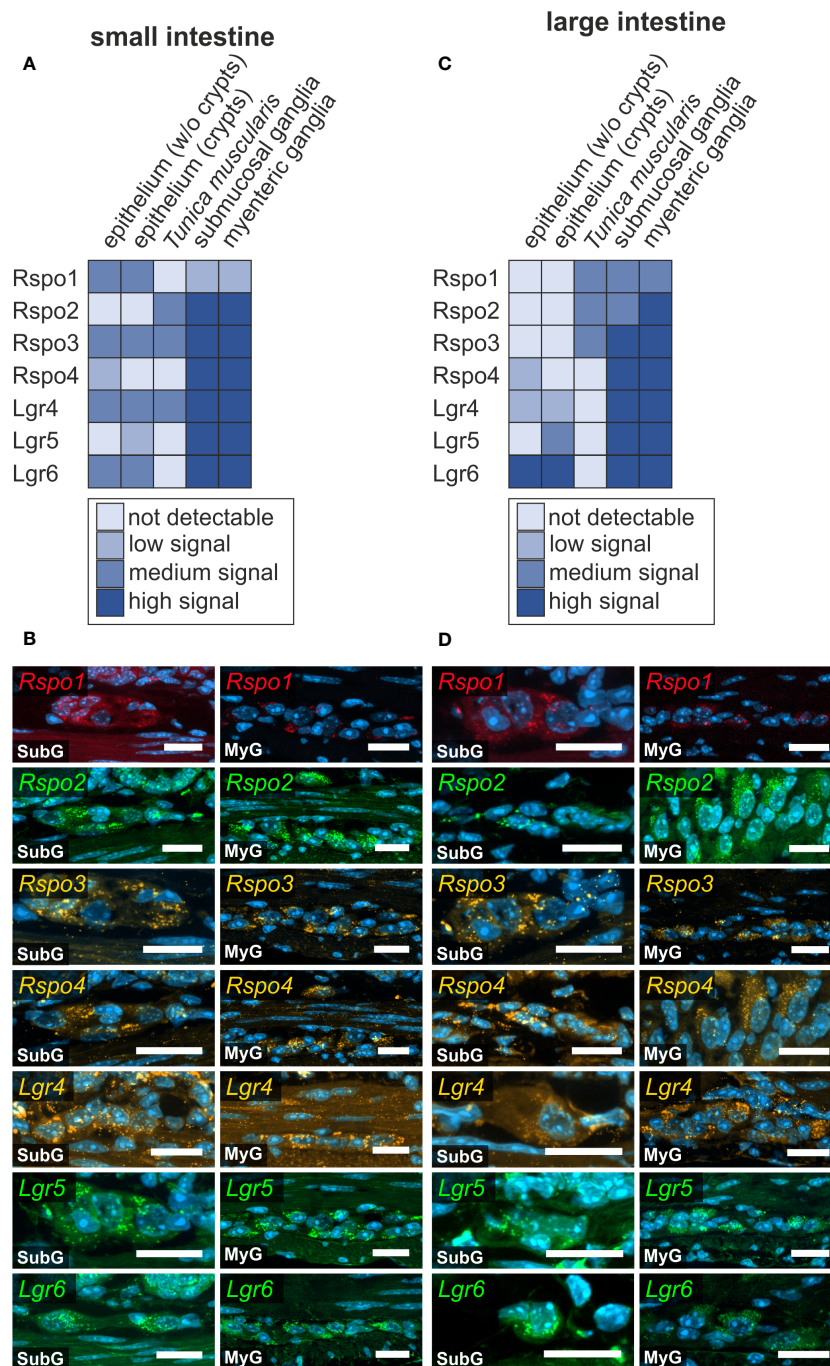 small intestine
large intestine
A
C
epithelium (w/o crypts)
epithelium (crypts)
Tunica muscularis
submucosal ganglia
myenteric ganglia
epithelium (w/o crypts)
epithelium (crypts)
Tunica muscularis
submucosal ganglia
myenteric ganglia
Rspo1
Rspo2
Rspo3
Rspo4
Lgr4
Lgr5
Lgr6
Rspo1
Rspo2
Rspo3
Rspo4
Lgr4
Lgr5
Lgr6
not detectable
low signal
medium signal
high signal
not detectable
low signal
medium signal
high signal
B
D
Rspo1 Rspo1 Rspo1 Rspo1
SubG MyG SubG MyG
Rspo2 Rspo2 Rspo2 Rspo2
SubG MyG SubG MyG
Rspo3 Rspo3 Rspo3 Rspo3
SubG MyG SubG MyG
Rspo4 Rspo4 Rspo4 Rspo4
SubG MyG SubG MyG
Lgr4 Lgr4 Lgr4 Lgr4
SubG MyG SubG MyG
Lgr5 Lgr5 Lgr5 Lgr5
SubG MyG SubG MyG
Lgr6 Lgr6 Lgr6 Lgr6
SubG MyG SubG MyG